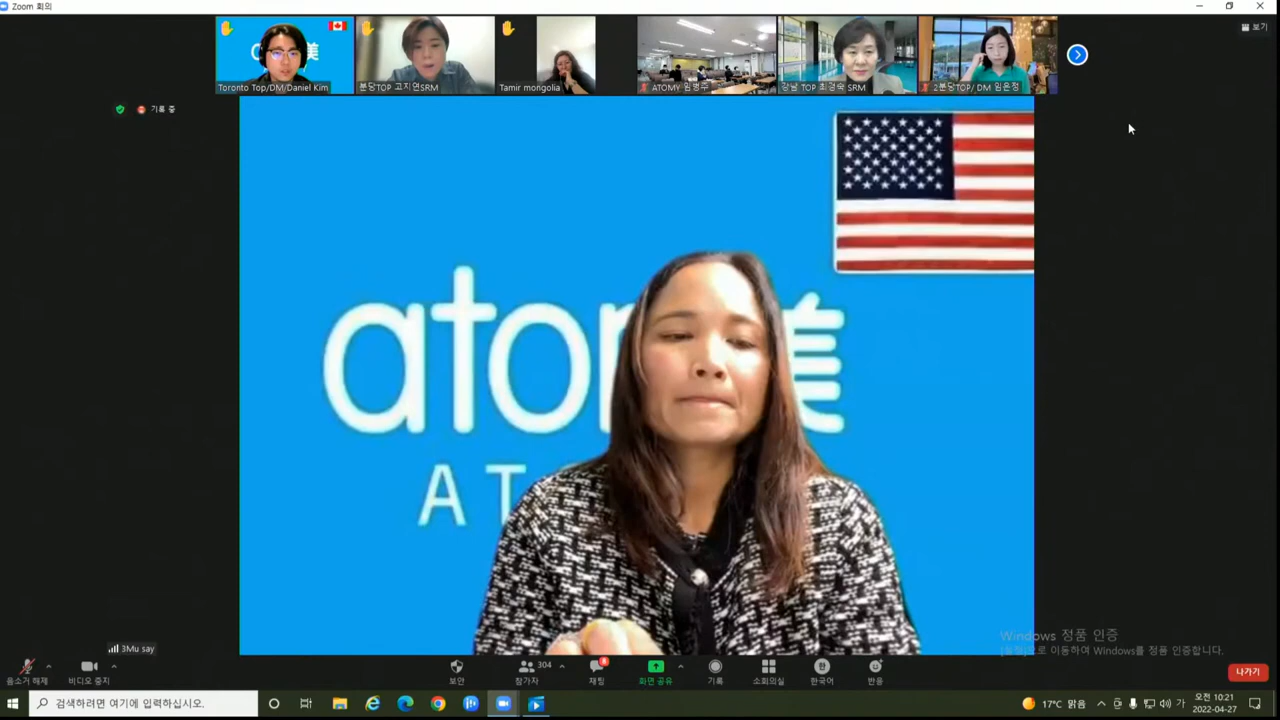 Zoom 회의
보기
Toronto Top/DM/Daniel Kim
분당TOP 고지연SRM
Tamir mongolia
ATOMY 임병주
강남 TOP 최경숙 SRM
2분당TOP/ DM 임은정
기록 중
atom 美
AT
3Mu say
Windows 정품 인증
[설정]으로 이동하여 Windows를 정품 인증합니다.
음소거 해제
비디오 중지
보안
304
참가자
8
채팅
화면 공유
기록
소회의실
한
한국어
반응
나가기
검색하려면 여기에 입력하십시오.
17°C 맑음
가
오전 10:21
2022-04-27